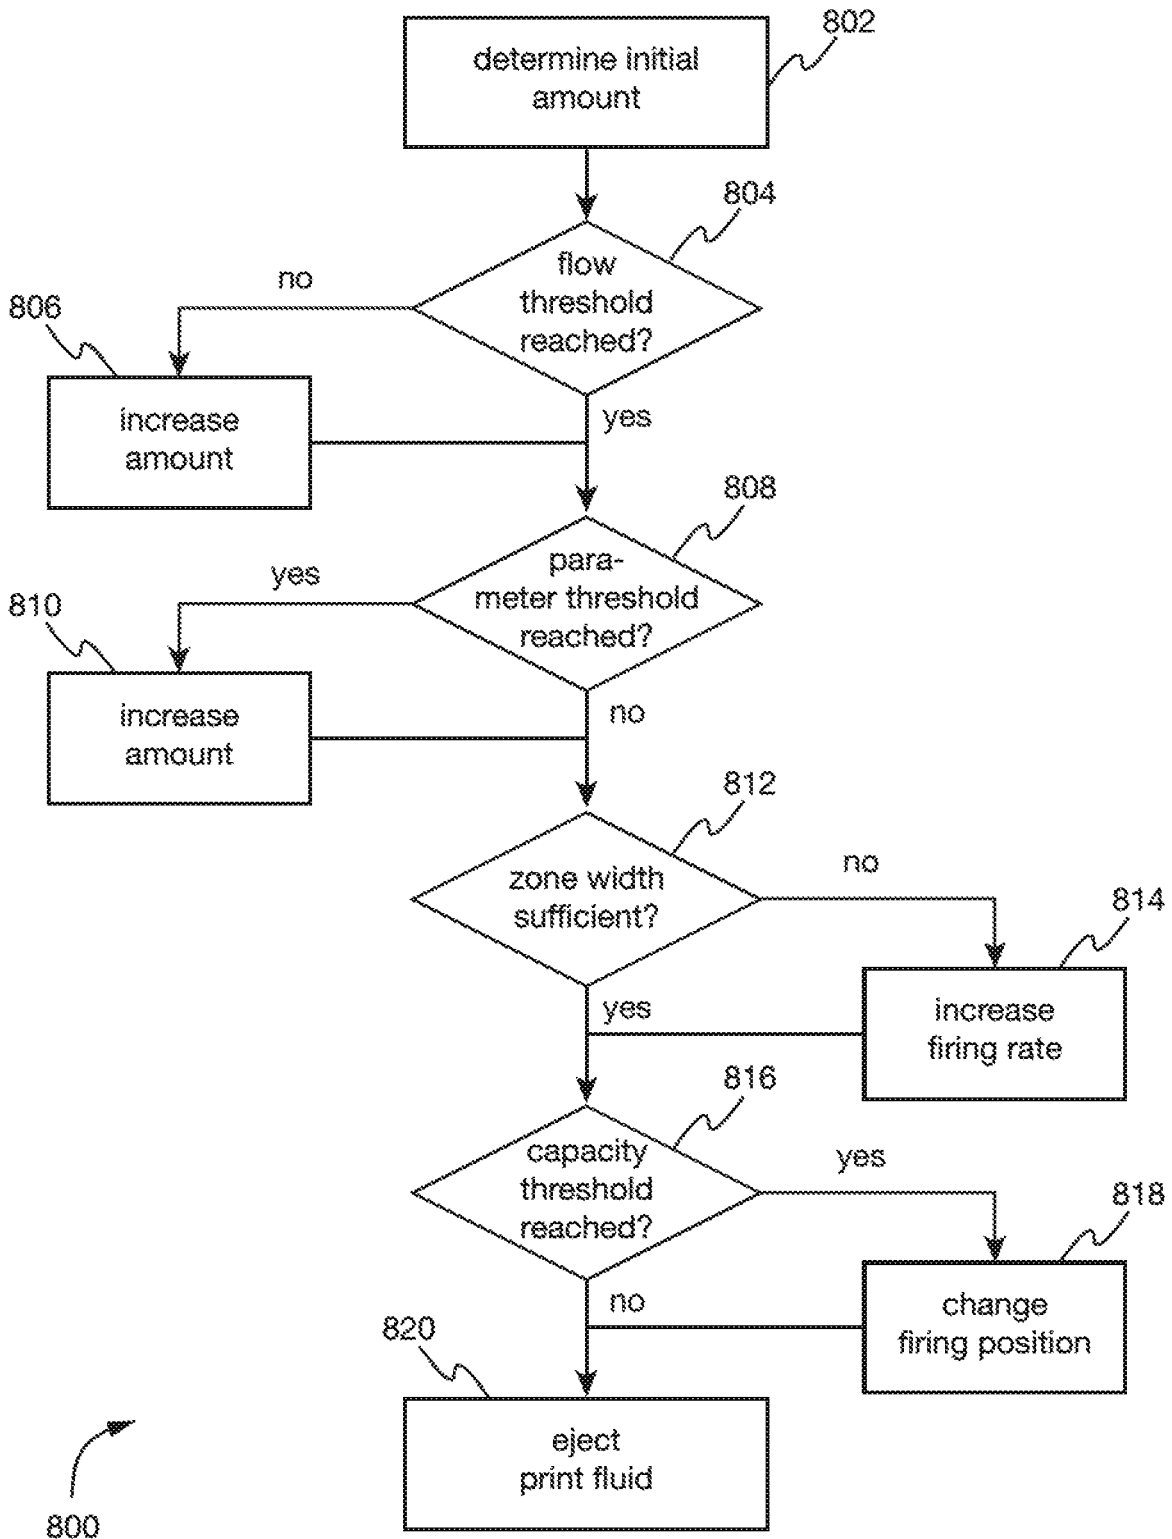 802
determine initial
amount
804
flow
threshold
reached?
no
806
increase
amount
yes
808
para-
meter threshold
reached?
yes
810
increase
amount
no
812
zone width
sufficient?
no
814
increase
firing rate
yes
816
capacity
threshold
reached?
yes
818
change
firing position
no
820
eject
print fluid
800